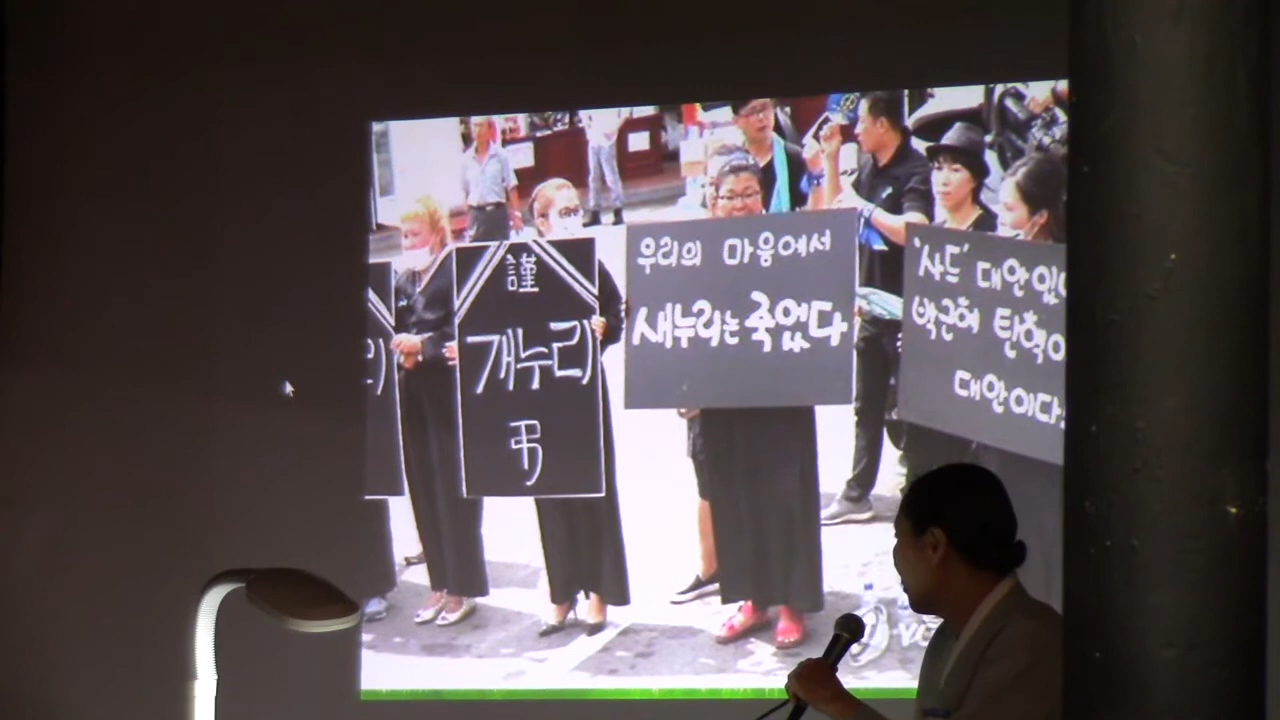 리
謹
개누리
弔
우리의 마음에서
새누리는 죽었다
'사드' 대안있
박근혜 탄핵이
대안이다